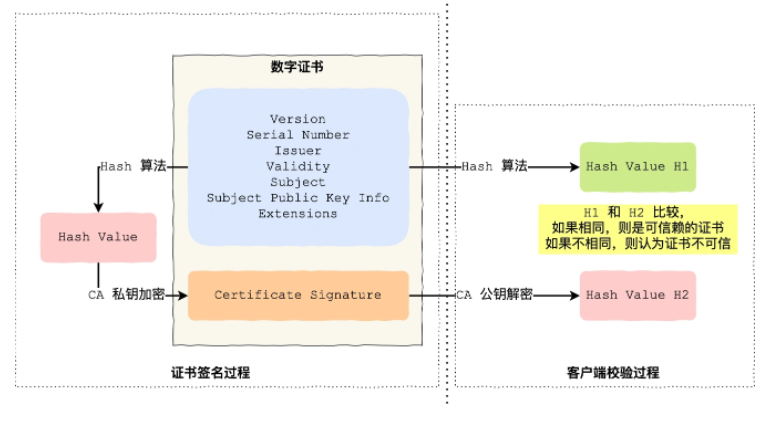 数字证书
Version
Serial Number
Issuer
Validity
Subject
Subject Public Key Info
Extensions
Hash 算法
Hash Value
CA 私钥加密
Certificate Signature
证书签名过程
Hash 算法
Hash Value H1
H1 和 H2 比较,
如果相同，则是可信赖的证书
如果不相同，则认为证书不可信
CA 公钥解密
Hash Value H2
客户端校验过程